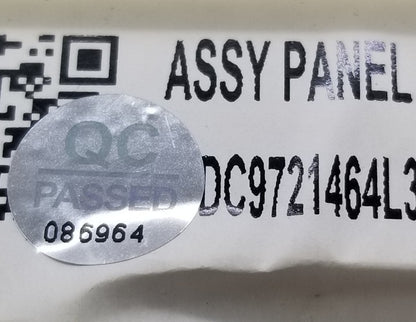 ASSY PANEL
QC
PASSED
DC9721464L3
086964